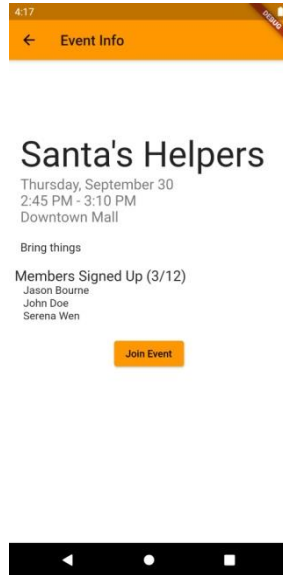 4:17
DEBUG
Event Info
Santa's Helpers
Thursday, September 30
2:45 PM - 3:10 PM
Downtown Mall
Bring things
Members Signed Up (3/12)
Jason Bourne
John Doe
Serena Wen
Join Event